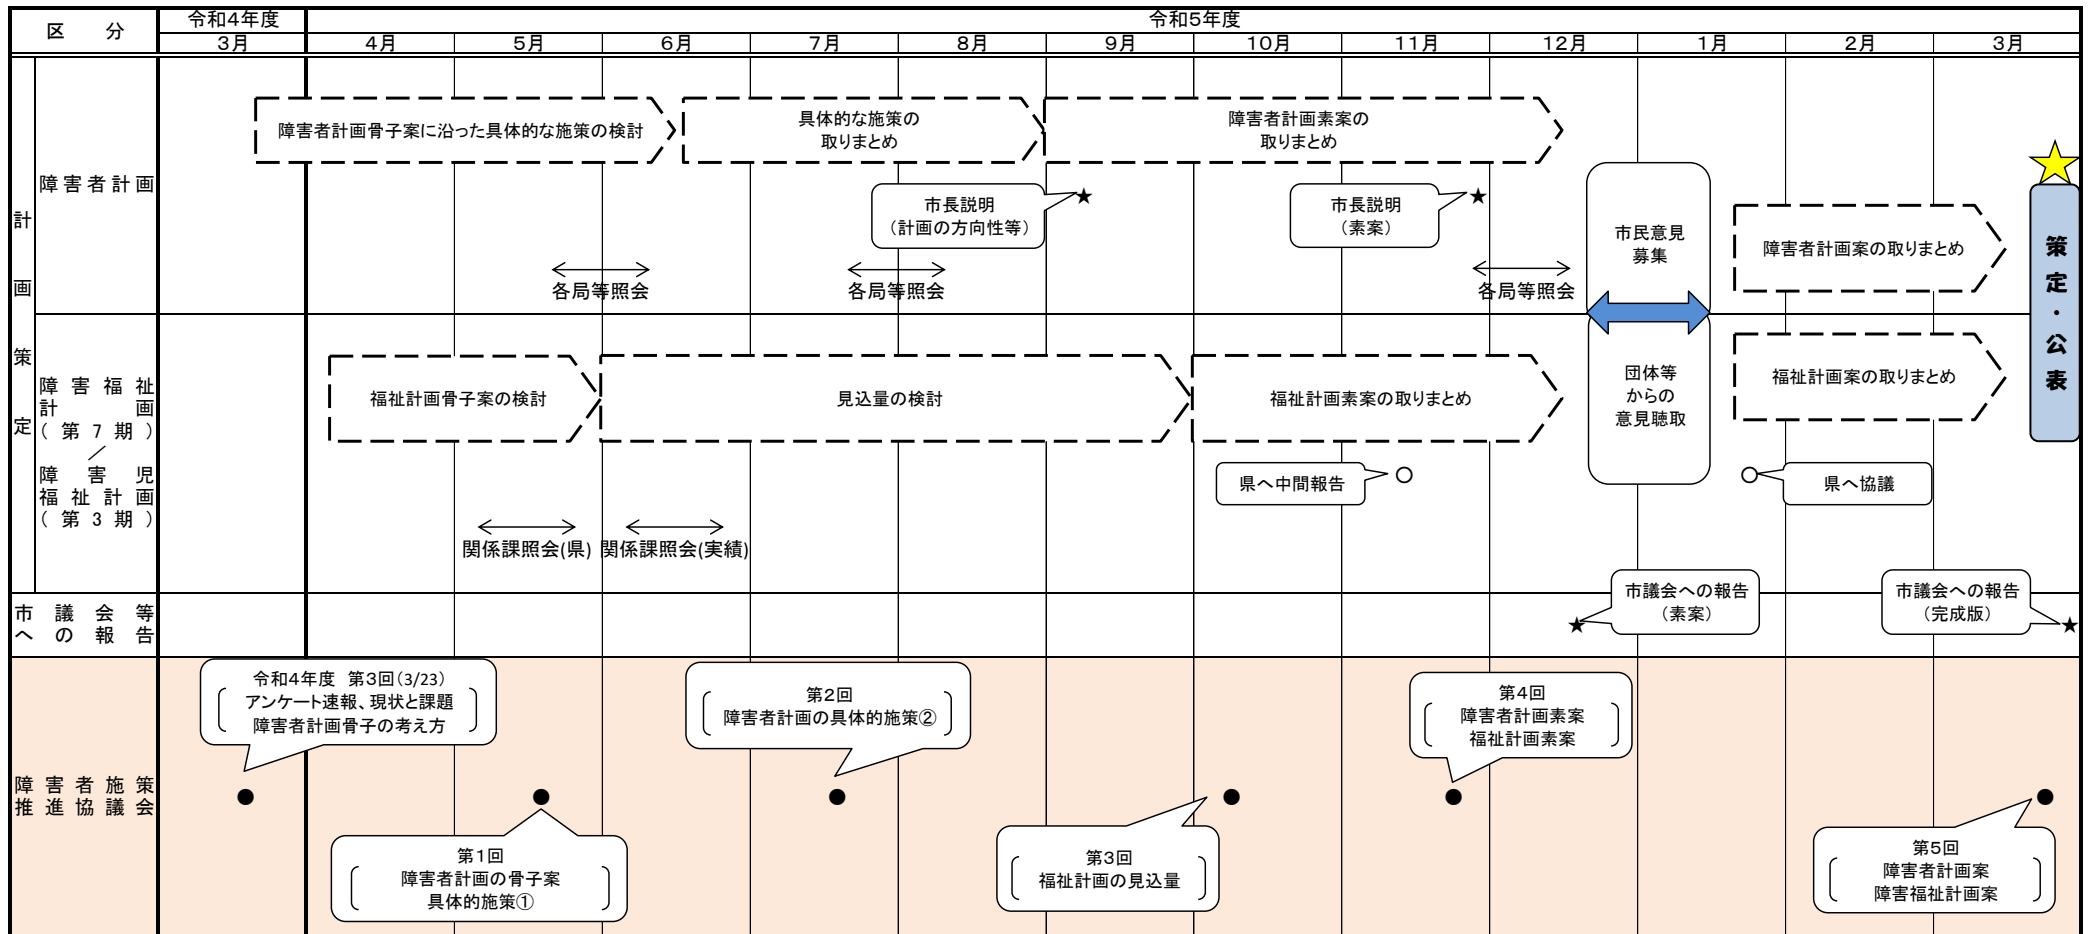 区　分
令和４年度
令和５年度
３月
４月
５月
６月
７月
８月
９月
１０月
１１月
１２月
１月
２月
３月
計画策定
障害者計画
障害者計画骨子案に沿った具体的な施策の検討
具体的な施策の
取りまとめ
障害者計画素案の
取りまとめ
市長説明
（計画の方向性等）
★
市長説明
（素案）
★
各局等照会
各局等照会
各局等照会
市民意見
募集
障害者計画案の取りまとめ
策定・公表
障害福祉
計画
（第７期）
／
障害児
福祉計画
（第３期）
福祉計画骨子案の検討
見込量の検討
福祉計画素案の取りまとめ
団体等
からの
意見聴取
福祉計画案の取りまとめ
県へ中間報告
○
○
県へ協議
関係課照会(県)
関係課照会(実績)
市議会等
への報告
市議会への報告
（素案）
★
市議会への報告
（完成版）
★
障害者施策
推進協議会
令和４年度　第３回（3/23）
アンケート速報、現状と課題
障害者計画骨子の考え方
●
第１回
障害者計画の骨子案
具体的施策①
●
第２回
障害者計画の具体的施策②
●
第３回
福祉計画の見込量
●
第４回
障害者計画素案
福祉計画素案
●
第５回
障害者計画案
障害福祉計画案
●